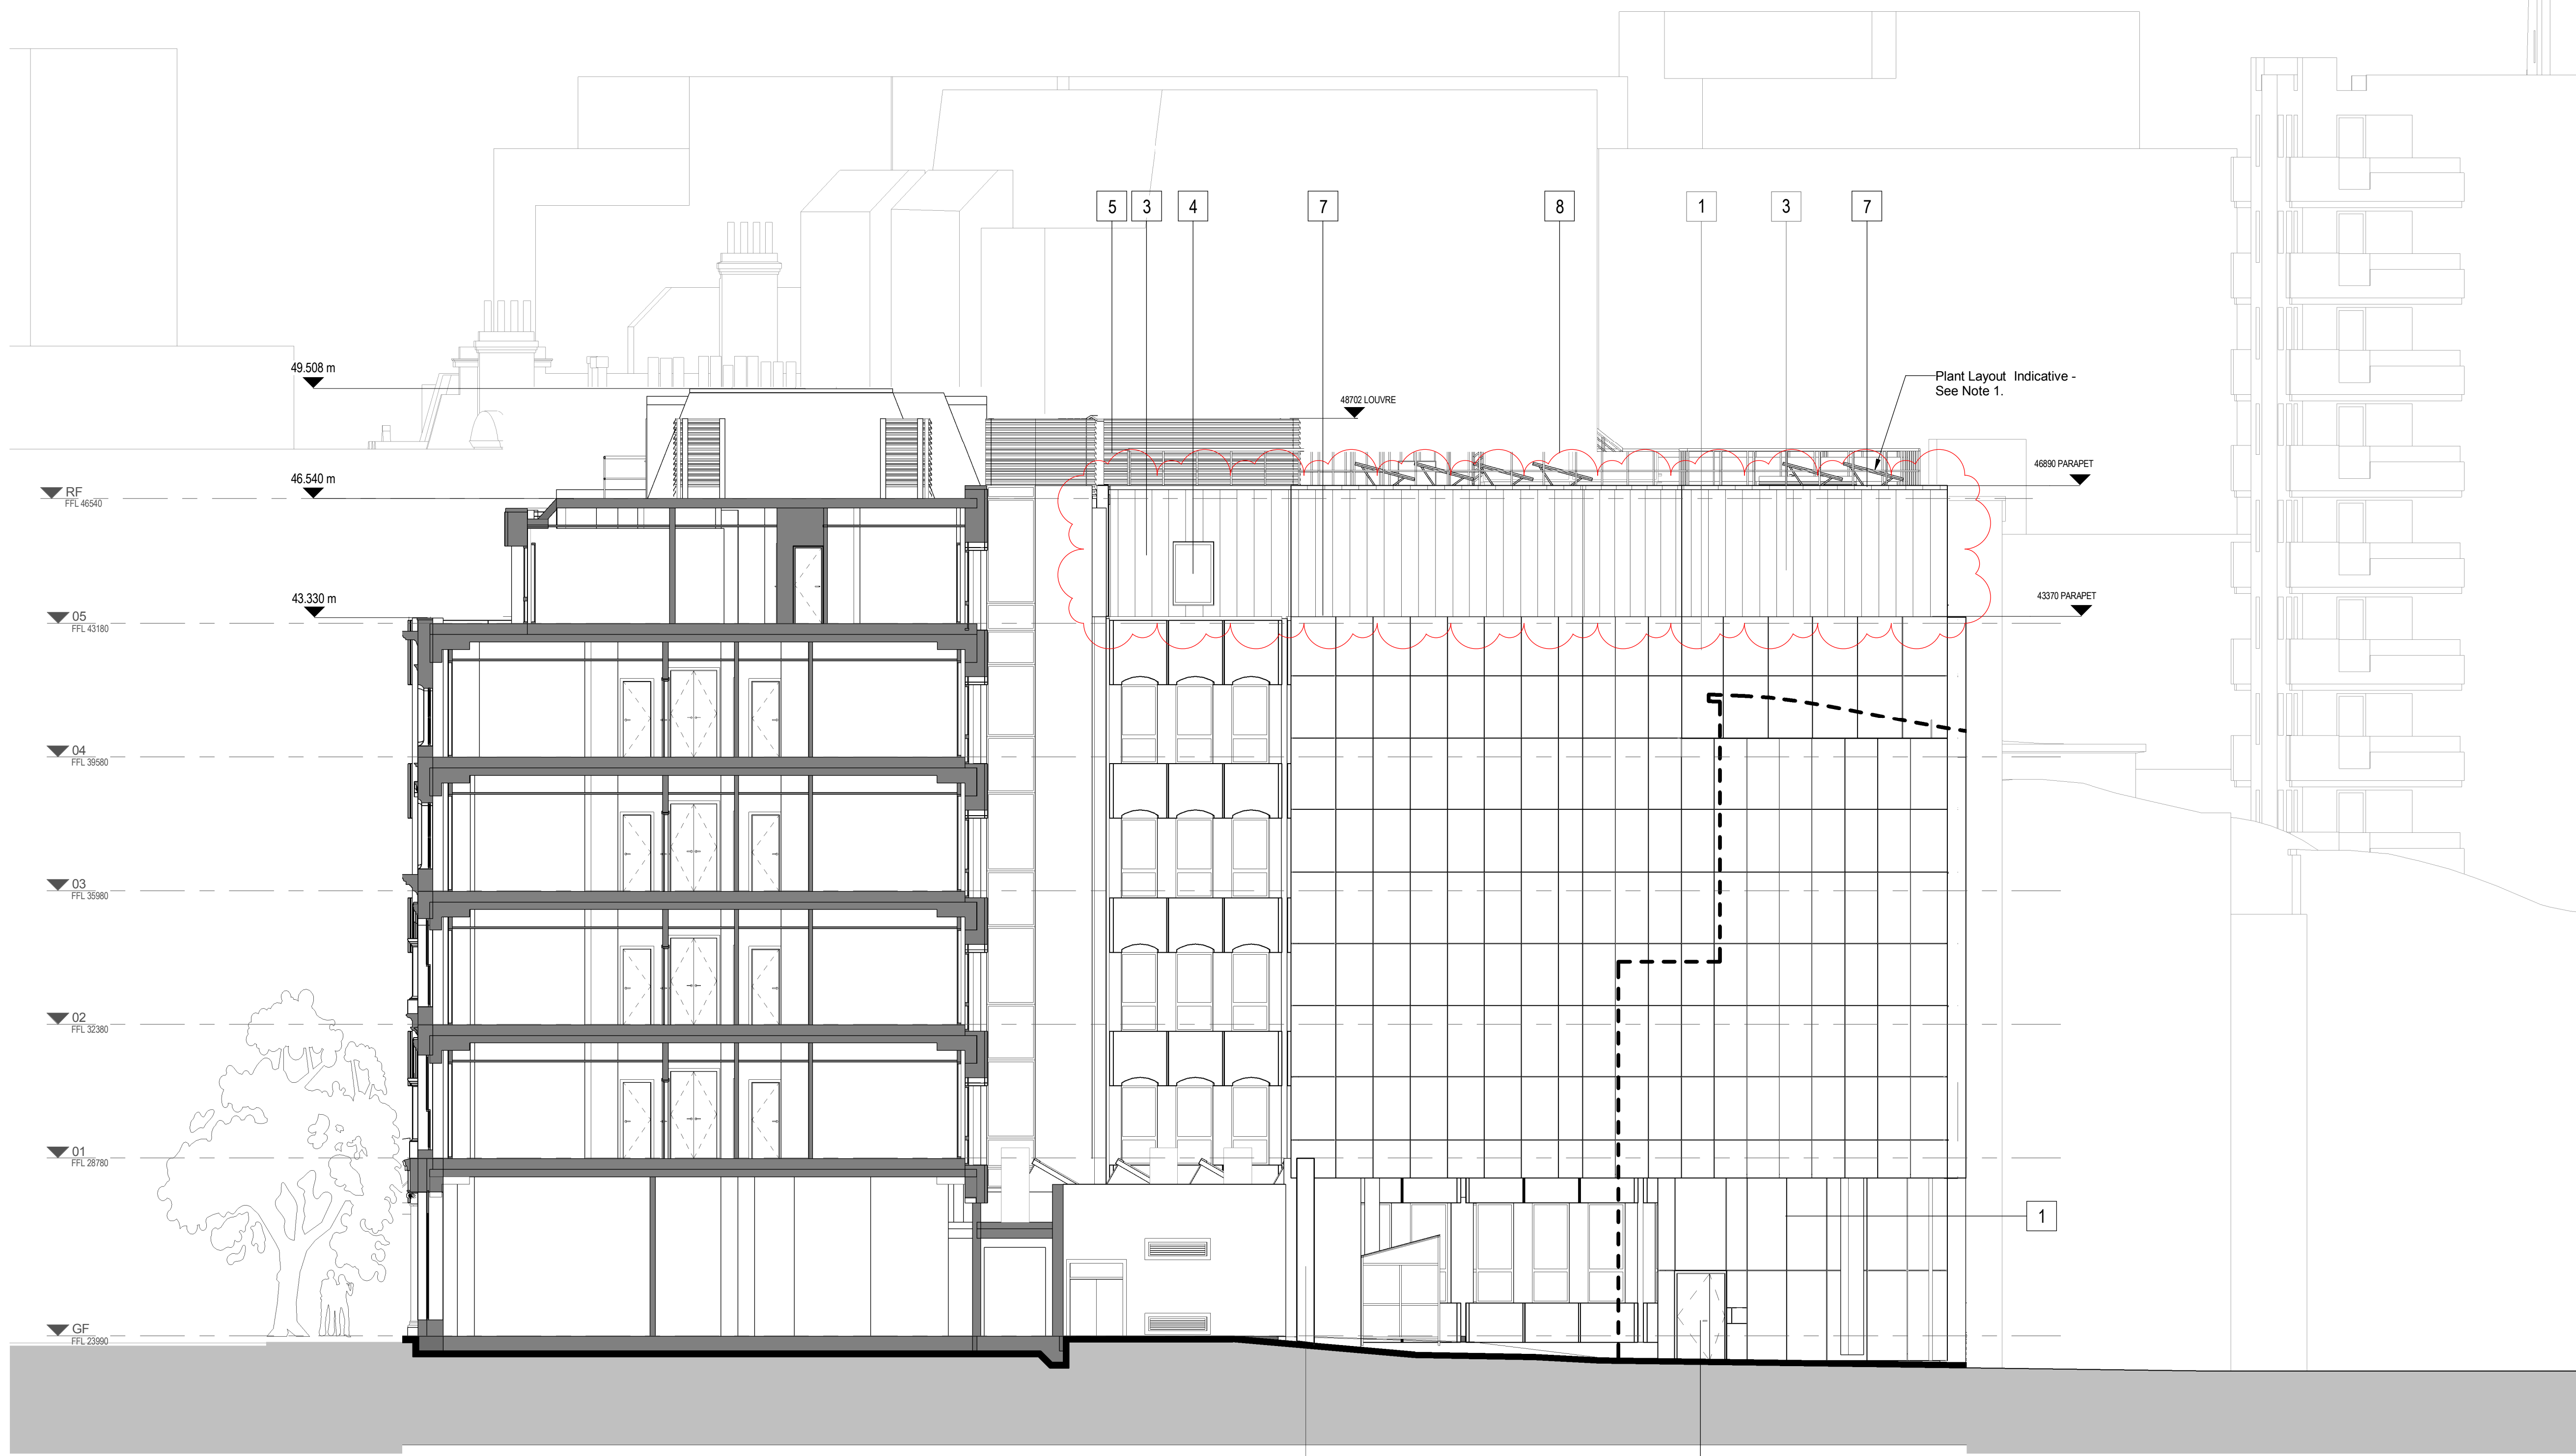 5
3
4
7
8
1
3
7
49.508 m
Plant Layout Indicative -
See Note 1.
48702 LOUVRE
46890 PARAPET
46.540 m
RF
FFL 46540
43.330 m
43370 PARAPET
05
FFL 43180
04
FFL 39580
03
FFL 35980
02
FFL 32380
01
FFL 28780
1
GF
FFL 23990